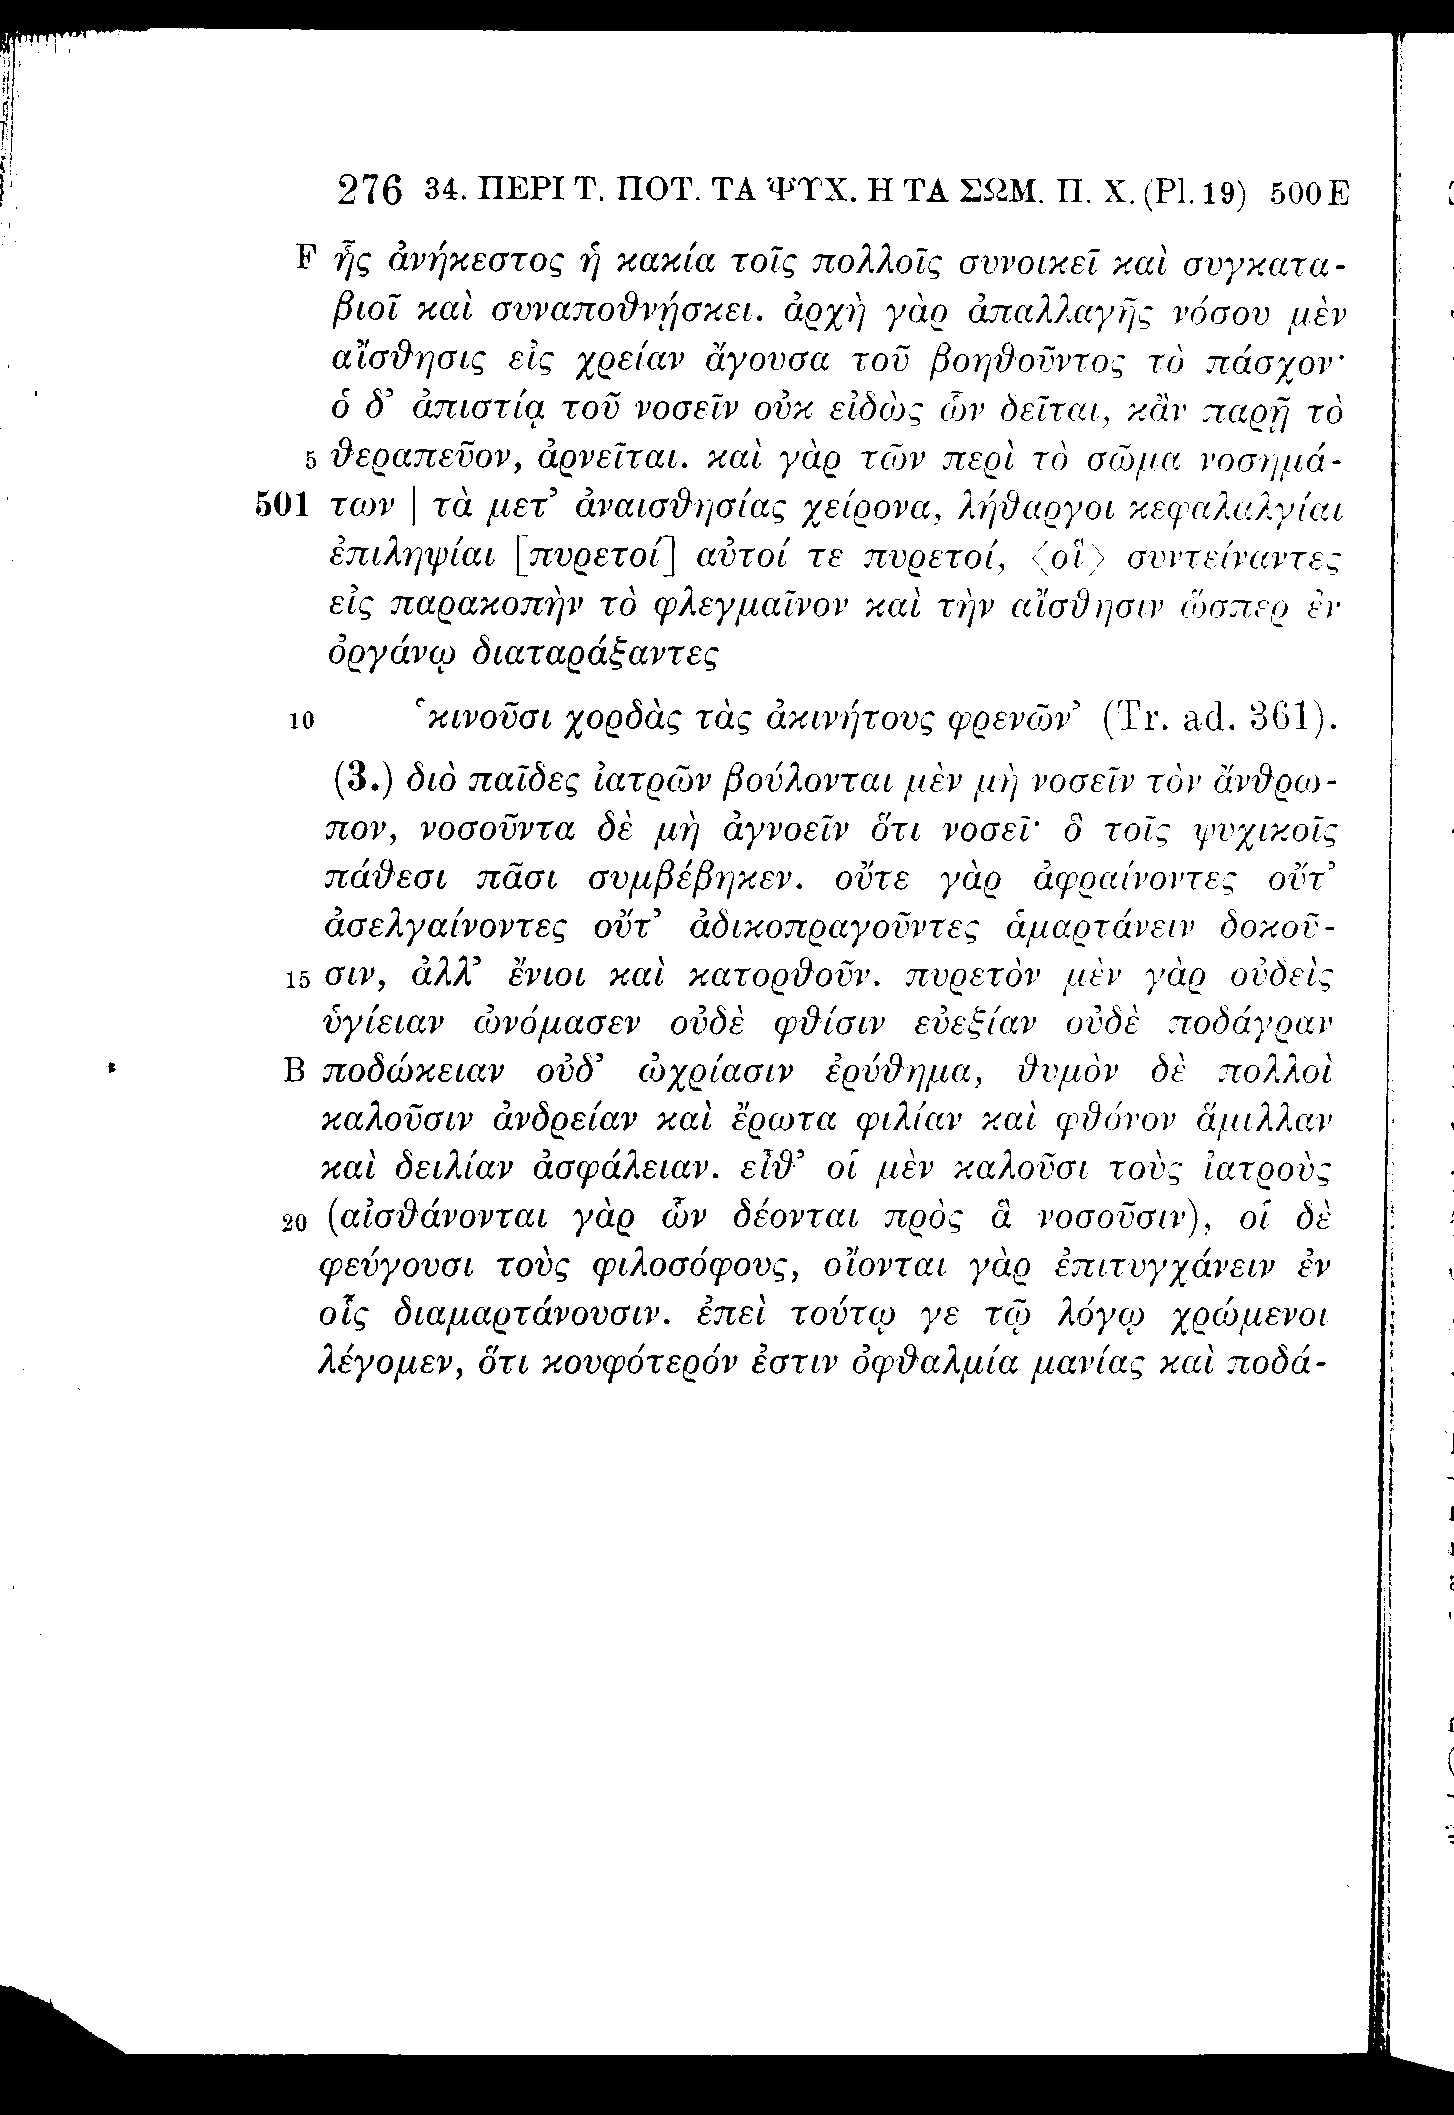 276 34. ΠΕΡΙ Τ. ΠΟΤ. ΤΑ ΨΥΧ. Η ΤΑ ΣΩΜ. Π. Χ. (Pl. 19) 500 E
F ἧς ἀνήκεστος ἡ κακία τοῖς πολλοῖς συνοικεῖ καὶ συγκατα-
βιοῖ καὶ συναποθνῄσκει. ἀρχὴ γὰρ ἀπαλλαγῆς νόσου μὲν
αἴσθησις εἰς χρείαν ἄγουσα τοῦ βοηθοῦντος τὸ πάσχον·
ὁ δ’ ἀπιστίᾳ τοῦ νοσεῖν οὐκ εἰδὼς ὧν δεῖται, κἂν παρῇ τὸ
5 θεραπεῦον, ἀρνεῖται. καὶ γὰρ τῶν περὶ τὸ σῶμα νοσημά-
501 των | τὰ μετ’ ἀναισθησίας χείρονα, λήθαργοι κεφαλαλγίαι
ἐπιληψίαι [πυρετοί] αὐτοί τε πυρετοί, ⟨οἳ⟩ συντείναντες
εἰς παρακοπὴν τὸ φλεγμαῖνον καὶ τὴν αἴσθησιν ὥσπερ ἐν
ὀργάνῳ διαταράξαντες
10 ‘κινοῦσι χορδὰς τὰς ἀκινήτους φρενῶν’ (Tr. ad. 361).
(3.) διὸ παῖδες ἰατρῶν βούλονται μὲν μὴ νοσεῖν τὸν ἄνθρω-
πον, νοσοῦντα δὲ μὴ ἀγνοεῖν ὅτι νοσεῖ· ὃ τοῖς ψυχικοῖς
πάθεσι πᾶσι συμβέβηκεν. οὔτε γὰρ ἀφραίνοντες οὔτ’
ἀσελγαίνοντες οὔτ’ ἀδικοπραγοῦντες ἁμαρτάνειν δοκοῦ-
15 σιν, ἀλλ’ ἔνιοι καὶ κατορθοῦν. πυρετὸν μὲν γὰρ οὐδεὶς
ὑγίειαν ὠνόμασεν οὐδὲ φθίσιν εὐεξίαν οὐδὲ ποδάγραν
B ποδώκειαν οὐδ’ ὠχρίασιν ἐρύθημα, θυμὸν δὲ πολλοὶ
καλοῦσιν ἀνδρείαν καὶ ἔρωτα φιλίαν καὶ φθόνον ἅμιλλαν
καὶ δειλίαν ἀσφάλειαν. εἶθ’ οἱ μὲν καλοῦσι τοὺς ἰατροὺς
20 (αἰσθάνονται γὰρ ὧν δέονται πρὸς ἃ νοσοῦσιν), οἱ δὲ
φεύγουσι τοὺς φιλοσόφους, οἴονται γὰρ ἐπιτυγχάνειν ἐν
οἷς διαμαρτάνουσιν. ἐπεὶ τούτῳ γε τῷ λόγῳ χρώμενοι
λέγομεν, ὅτι κουφότερόν ἐστιν ὀφθαλμία μανίας καὶ ποδά-